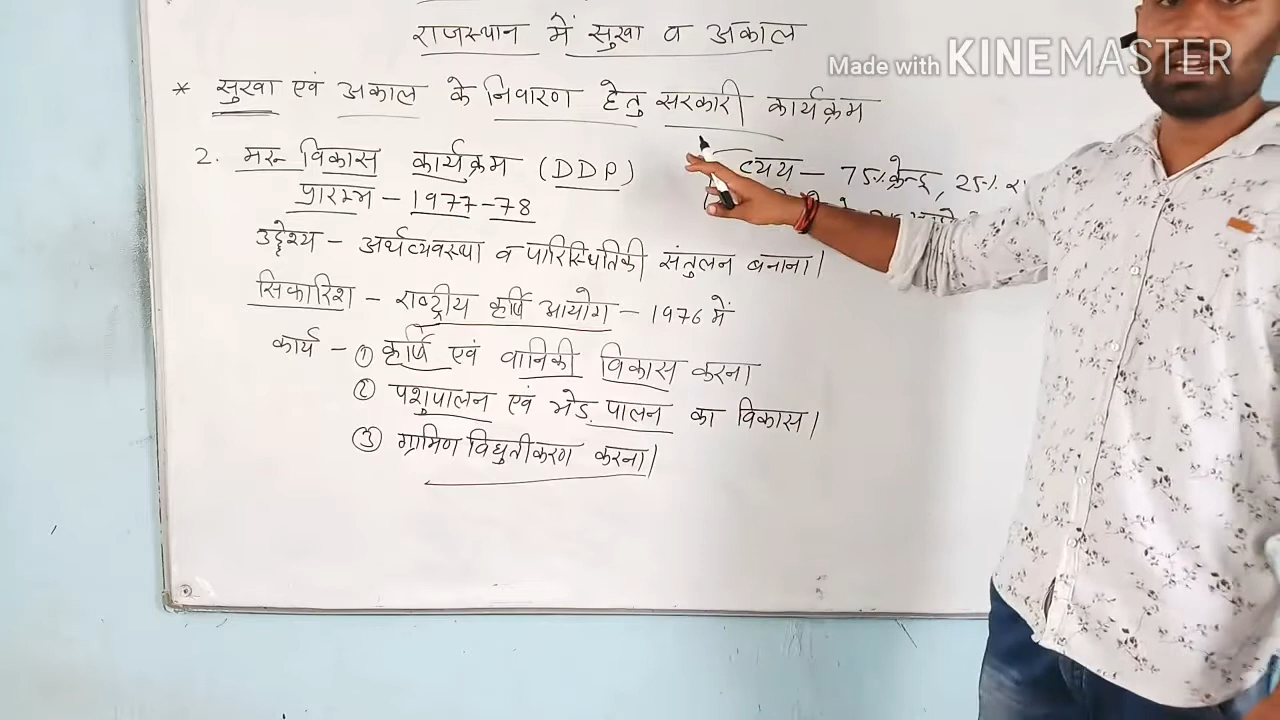 राजस्थान में सुखा व अकाल
Made with KINEMASTER
* सुखा एवं अकाल के निवारण हेतु सरकारी कार्यक्रम
2. मरू विकास कार्यक्रम (DDP)
व्यय - 75% केन्द्र, 25%
प्रारम्भ - 1977-78
उद्देश्य - अर्थव्यवस्था व पारिस्थितिकी संतुलन बनाना।
सिफारिश - राष्ट्रीय कृर्षि आयोग - 1976 में
कार्य - ① कृर्षि एवं वानिकी विकास करना
② पशुपालन एवं भेड़ पालन का विकास।
③ ग्रामिण विधुतीकरण करना।